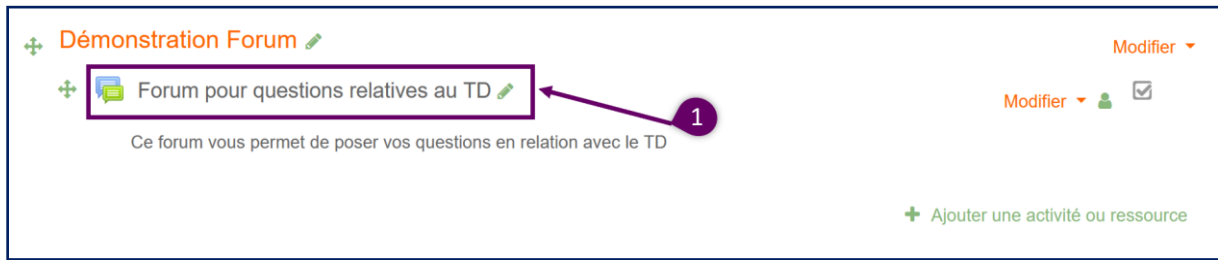 Démonstration Forum
Modifier
Forum pour questions relatives au TD
Modifier
1
Ce forum vous permet de poser vos questions en relation avec le TD
Ajouter une activité ou ressource